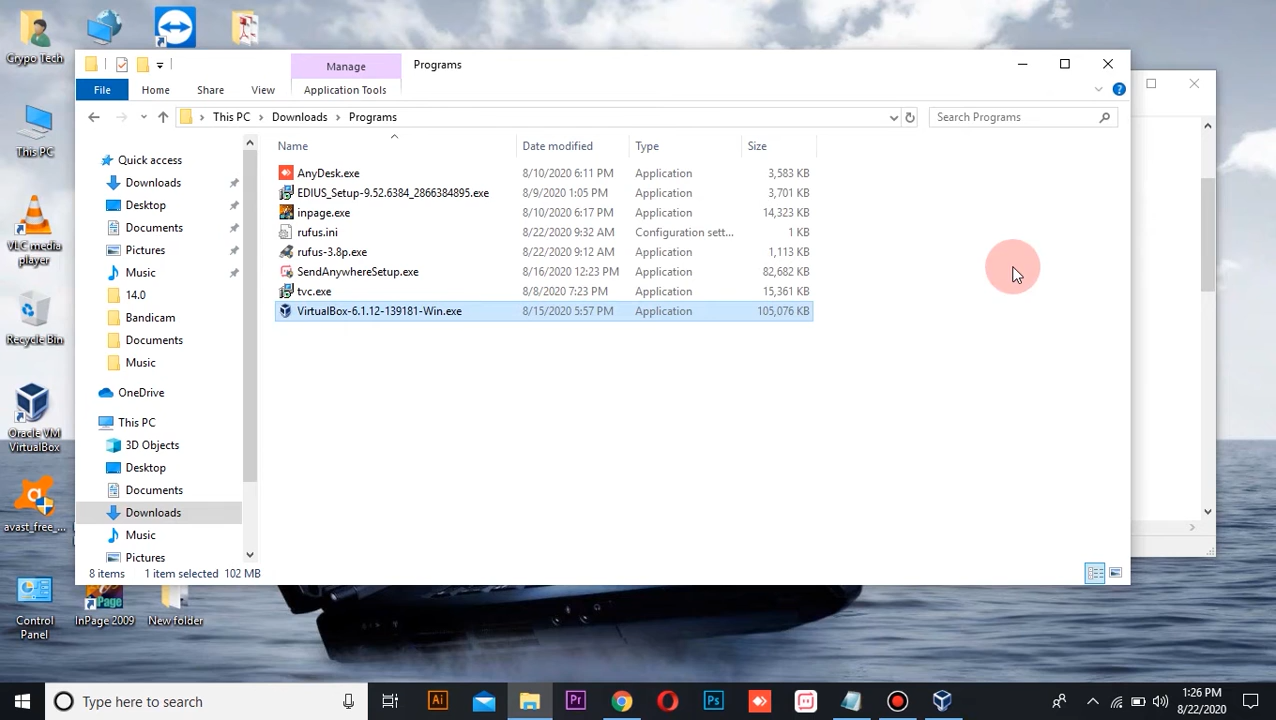 Crypo Tech
Manage
Programs
File
Home
Share
View
Application Tools
This PC
Downloads
Programs
Search Programs
Name
Date modified
Type
Size
AnyDesk.exe 8/10/2020 6:11 PM Application 3,583 KB
EDIUS_Setup-9.52.6384_2866384895.exe 8/9/2020 1:05 PM Application 3,701 KB
inpage.exe 8/10/2020 6:17 PM Application 14,323 KB
rufus.ini 8/22/2020 9:32 AM Configuration sett... 1 KB
rufus-3.8p.exe 8/22/2020 9:12 AM Application 1,113 KB
SendAnywhereSetup.exe 8/16/2020 12:23 PM Application 82,682 KB
tvc.exe 8/8/2020 7:23 PM Application 15,361 KB
VirtualBox-6.1.12-139181-Win.exe 8/15/2020 5:57 PM Application 105,076 KB
Quick access
Downloads
Desktop
Documents
Pictures
Music
14.0
Bandicam
Documents
Music
OneDrive
This PC
3D Objects
Desktop
Documents
Downloads
Music
Pictures
8 items 1 item selected 102 MB
This PC
VLC media
player
Recycle Bin
Oracle VM
VirtualBox
avast_free_...
Control
Panel
InPage 2009
New folder
Type here to search
Ai
Pr
Ps
1:26 PM
8/22/2020